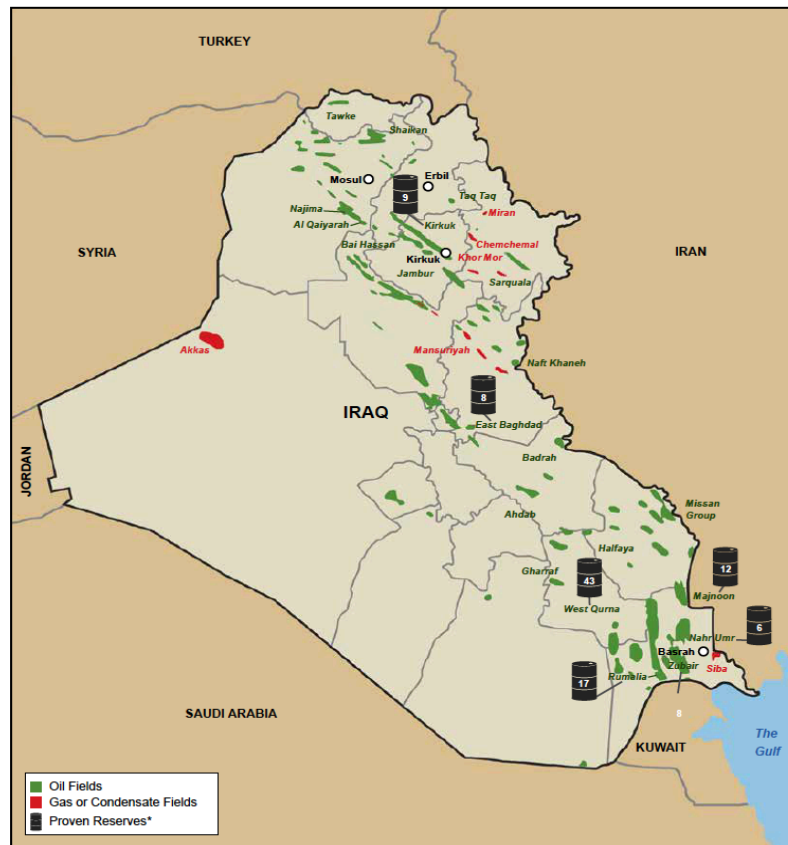 TURKEY
Tawke
Shaikan
Mosul
Erbil
9
Taq Taq
Najima
Miran
Al Qaiyarah
Kirkuk
Bai Hassan
Chemchemal
SYRIA
IRAN
Kirkuk
Khor Mor
Jambur
Sarquala
Akkas
Mansuriyah
Naft Khaneh
8
IRAQ
East Baghdad
JORDAN
Badrah
Missan
Group
Ahdab
Halfaya
Gharraf
12
43
Majnoon
West Qurna
6
Nahr Umr
Basrah
Zubair
Siba
Rumalia
17
SAUDI ARABIA
8
KUWAIT
The
Gulf
Oil Fields
Gas or Condensate Fields
Proven Reserves*